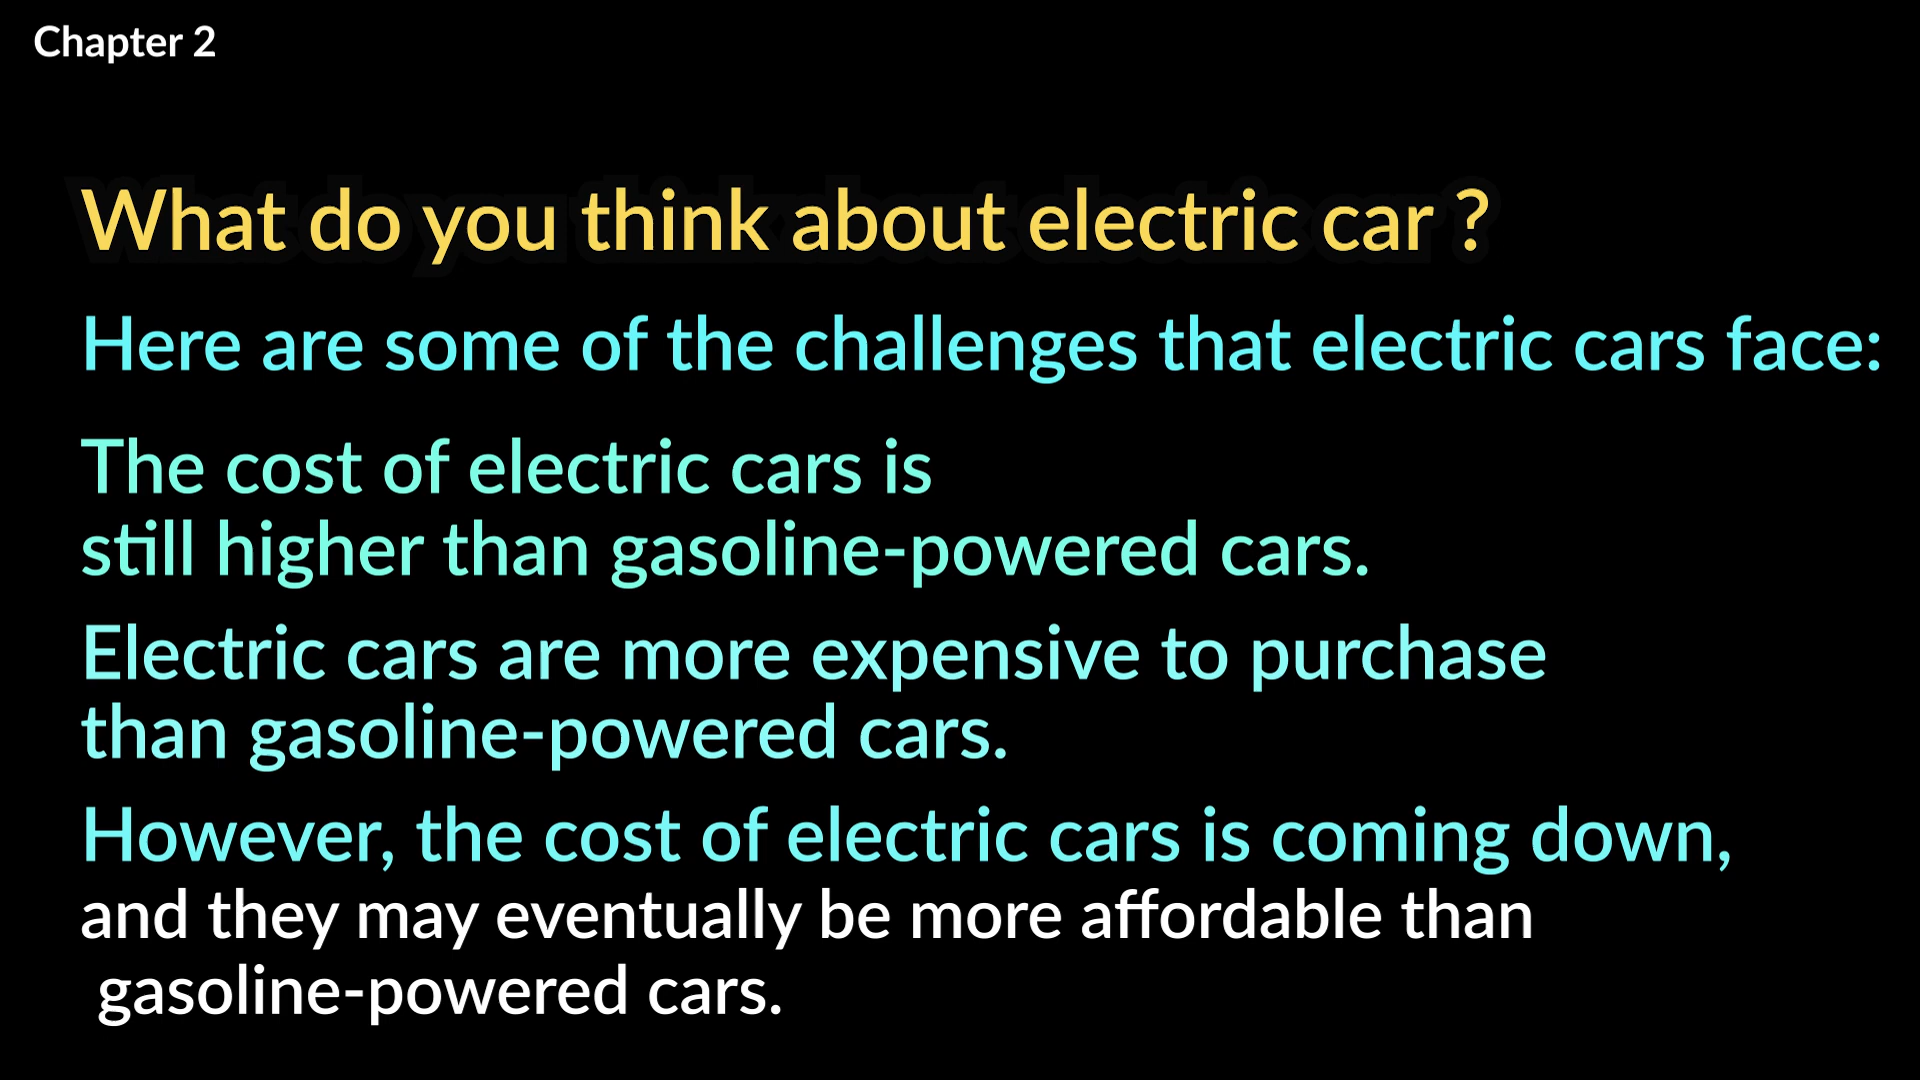 Chapter 2
What do you think about electric car ?
Here are some of the challenges that electric cars face:
The cost of electric cars is
still higher than gasoline-powered cars.
Electric cars are more expensive to purchase
than gasoline-powered cars.
However, the cost of electric cars is coming down,
and they may eventually be more affordable than
gasoline-powered cars.